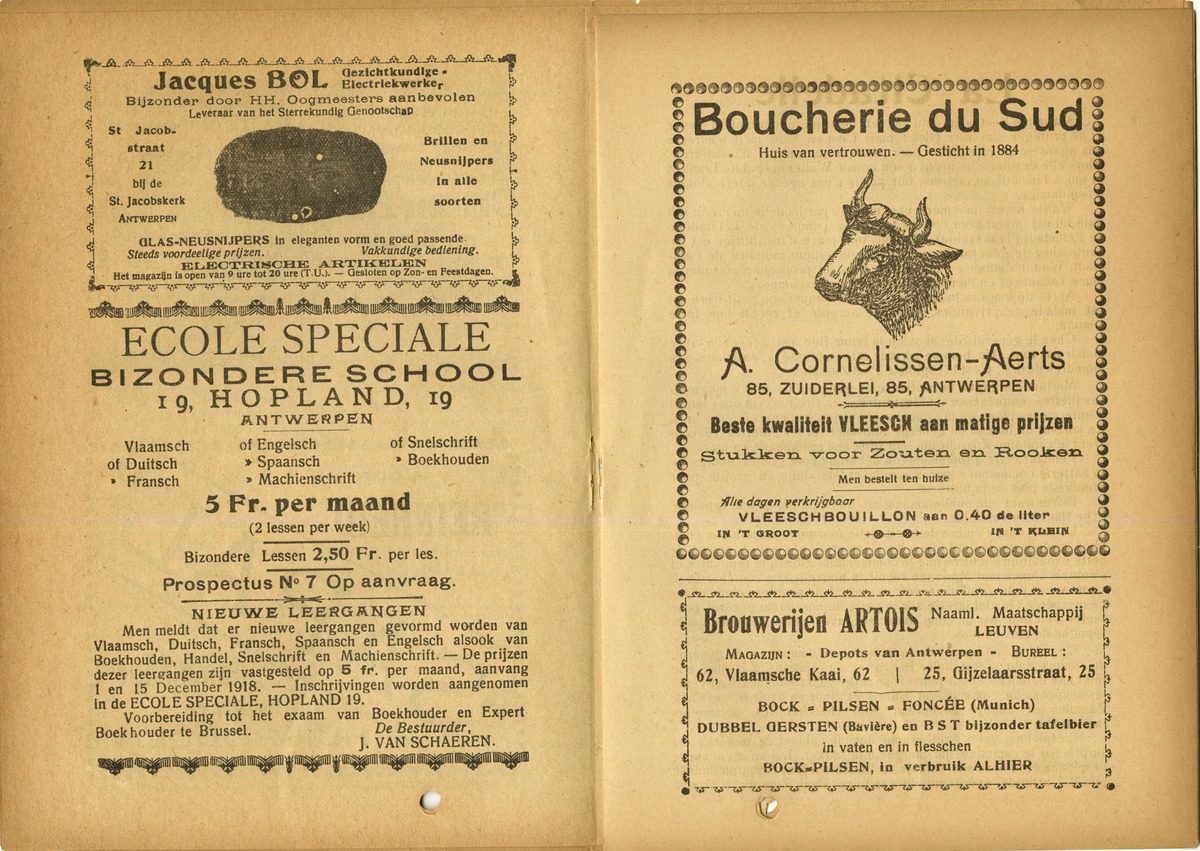 Jacques BOL Gezichtkundige -
Electriekwerker
Bijzonder door HH. Oogmeesters aanbevolen
Leveraar van het Sterrekundig Genootschap
St Jacob-
straat
21
bij de
St. Jacobskerk
ANTWERPEN
Brillen en
Neusnijpers
in alle
soorten
GLAS-NEUSNIJPERS in eleganten vorm en goed passende.
Steeds voordeelige prijzen. Vakkundige bediening.
ELECTRISCHE ARTIKELEN
Het magazijn is open van 9 ure tot 20 ure (T.U.). — Gesloten op Zon- en Feestdagen.
ECOLE SPECIALE
BIZONDERE SCHOOL
19, HOPLAND, 19
ANTWERPEN
Vlaamsch of Engelsch of Snelschrift
of Duitsch » Spaansch » Boekhouden
» Fransch » Machienschrift
5 Fr. per maand
(2 lessen per week)
Bizondere Lessen 2,50 Fr. per les.
Prospectus No 7 Op aanvraag.
NIEUWE LEERGANGEN
Men meldt dat er nieuwe leergangen gevormd worden van
Vlaamsch, Duitsch, Fransch, Spaansch en Engelsch alsook van
Boekhouden, Handel, Snelschrift en Machienschrift. — De prijzen
dezer leergangen zijn vastgesteld op 5 fr. per maand, aanvang
1 en 15 December 1918. — Inschrijvingen worden aangenomen
in de ECOLE SPECIALE, HOPLAND 19.
Voorbereiding tot het exaam van Boekhouder en Expert
Boekhouder te Brussel. De Bestuurder,
J. VAN SCHAEREN.
Boucherie du Sud
Huis van vertrouwen. — Gesticht in 1884
A. Cornelissen-Aerts
85, ZUIDERLEI, 85, ANTWERPEN
Beste kwaliteit VLEESCH aan matige prijzen
Stukken voor Zouten en Rooken
Men bestelt ten huize
Alle dagen verkrijgbaar
VLEESCHBOUILLON aan 0.40 de liter
IN 'T GROOT IN 'T KLEIN
Brouwerijen ARTOIS Naaml. Maatschappij
LEUVEN
MAGAZIJN : - Depots van Antwerpen - BUREEL :
62, Vlaamsche Kaai, 62 | 25, Gijzelaarsstraat, 25
BOCK = PILSEN = FONCÉE (Munich)
DUBBEL GERSTEN (Bavière) en B S T bijzonder tafelbier
in vaten en in flesschen
BOCK=PILSEN, in verbruik ALHIER